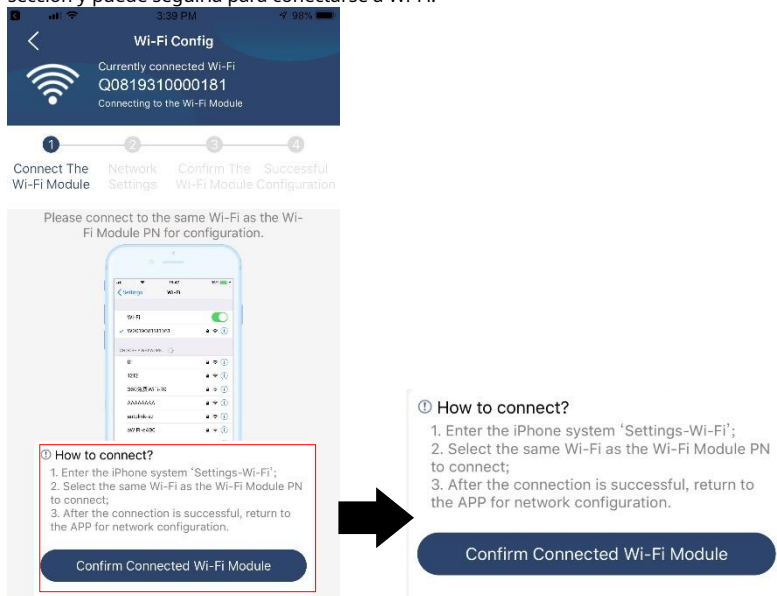 sección y puede seguirla para conectarse a Wi-Fi.
3:39 PM
98%
Wi-Fi Config
Currently connected Wi-Fi
Q0819310000181
Connecting to the Wi-Fi Module
1
2
3
4
Connect The
Wi-Fi Module
Network
Settings
Confirm The
Wi-Fi Module
Successful
Configuration
Please connect to the same Wi-Fi as the Wi-
Fi Module PN for configuration.
Settings
Wi-Fi
Wi-Fi
How to connect?
1. Enter the iPhone system ‘Settings-Wi-Fi’;
2. Select the same Wi-Fi as the Wi-Fi Module PN
to connect;
3. After the connection is successful, return to
the APP for network configuration.
Confirm Connected Wi-Fi Module
How to connect?
1. Enter the iPhone system ‘Settings-Wi-Fi’;
2. Select the same Wi-Fi as the Wi-Fi Module PN
to connect;
3. After the connection is successful, return to
the APP for network configuration.
Confirm Connected Wi-Fi Module